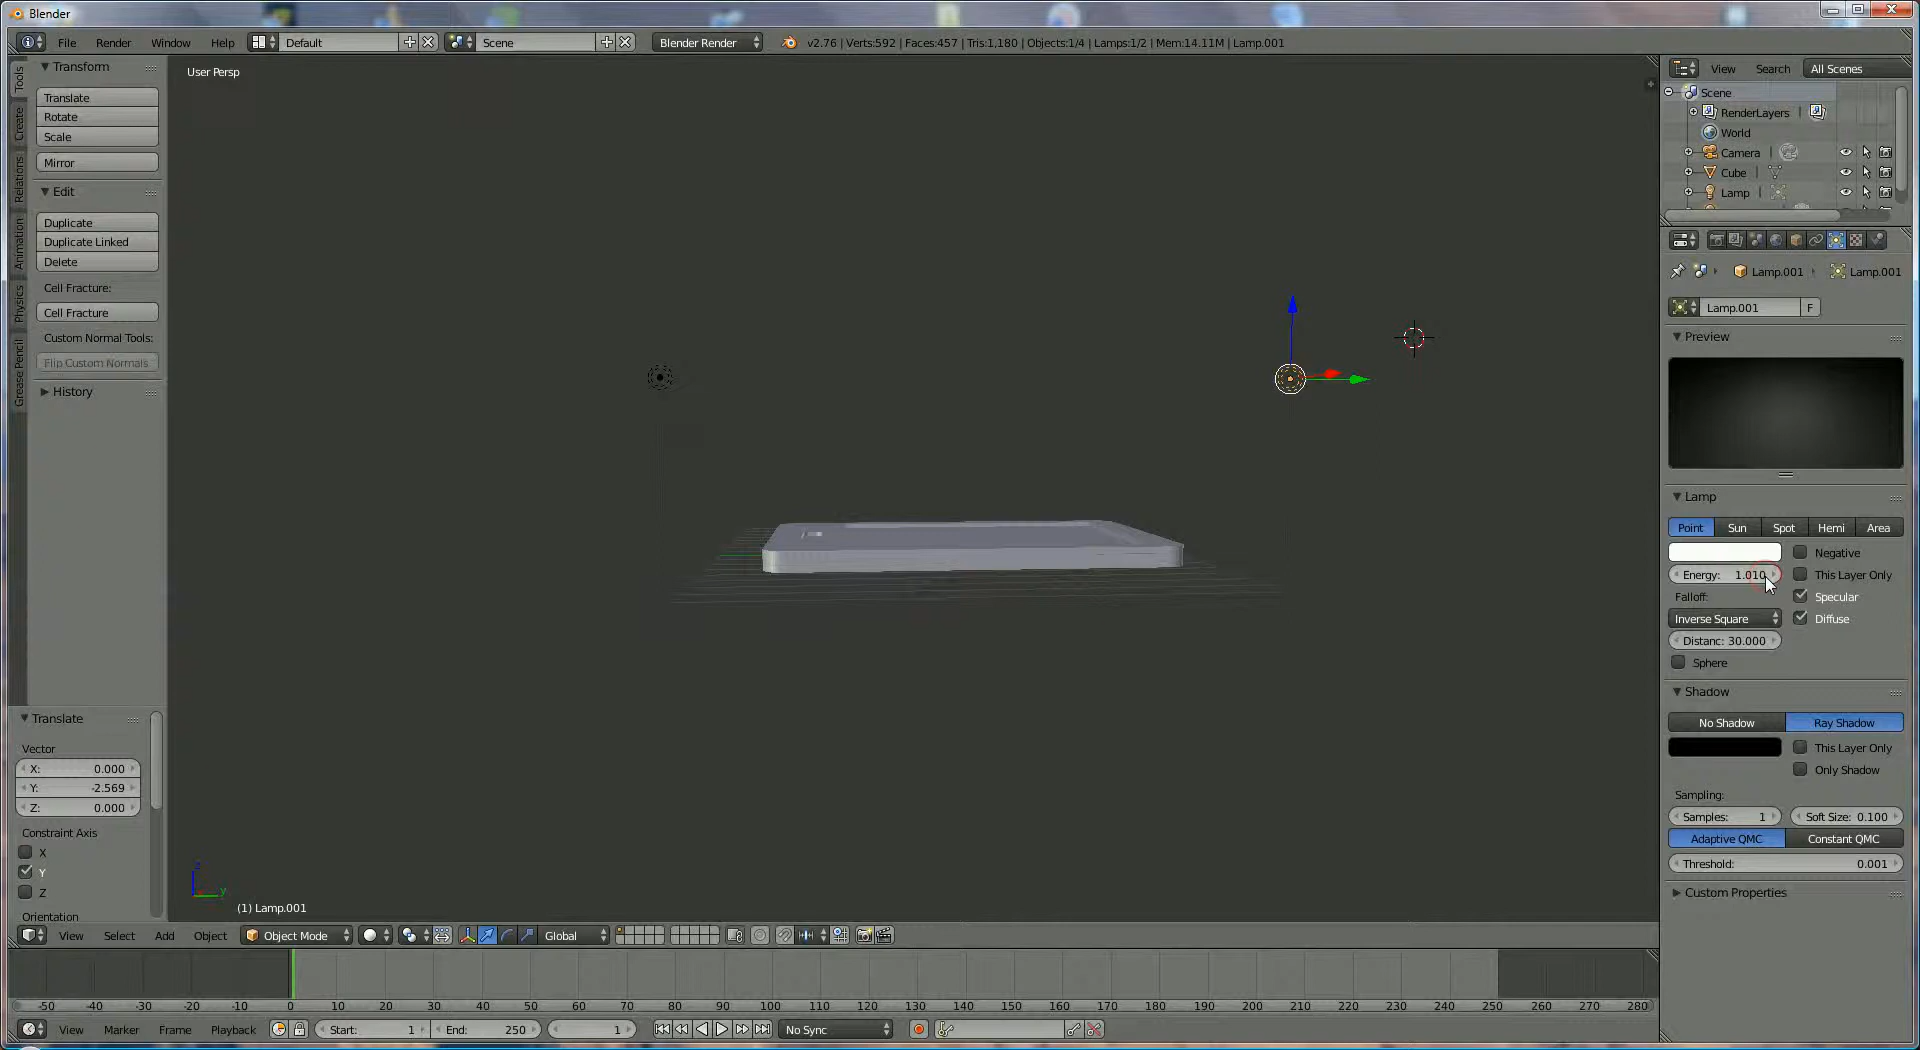 Blender
File Render Window Help Default Scene Blender Render v2.76 | Verts:592 | Faces:457 | Tris:1,180 | Objects:1/4 | Lamps:1/2 | Mem:14.11M | Lamp.001
Tools
Create
Relations
Animation
Physics
Grease Pencil
Transform
Translate
Rotate
Scale
Mirror
Edit
Duplicate
Duplicate Linked
Delete
Cell Fracture:
Cell Fracture
Custom Normal Tools:
Flip Custom Normals
History
Translate
Vector
X: 0.000
Y: -2.569
Z: 0.000
Constraint Axis
X
Y
Z
Orientation
User Persp
z
y
(1) Lamp.001
View Select Add Object Object Mode Global
-50 -40 -30 -20 -10 0 10 20 30 40 50 60 70 80 90 100 110 120 130 140 150 160 170 180 190 200 210 220 230 240 250 260 270 280
View Marker Frame Playback Start: 1 End: 250 1 No Sync
View Search All Scenes
Scene
RenderLayers
World
Camera
Cube
Lamp
Lamp.001 Lamp.001
Lamp.001 F
Preview
Lamp
Point Sun Spot Hemi Area
Negative
Energy: 1.010 This Layer Only
Falloff: Specular
Inverse Square Diffuse
Distanc: 30.000
Sphere
Shadow
No Shadow Ray Shadow
This Layer Only
Only Shadow
Sampling:
Samples: 1 Soft Size: 0.100
Adaptive QMC Constant QMC
Threshold: 0.001
Custom Properties